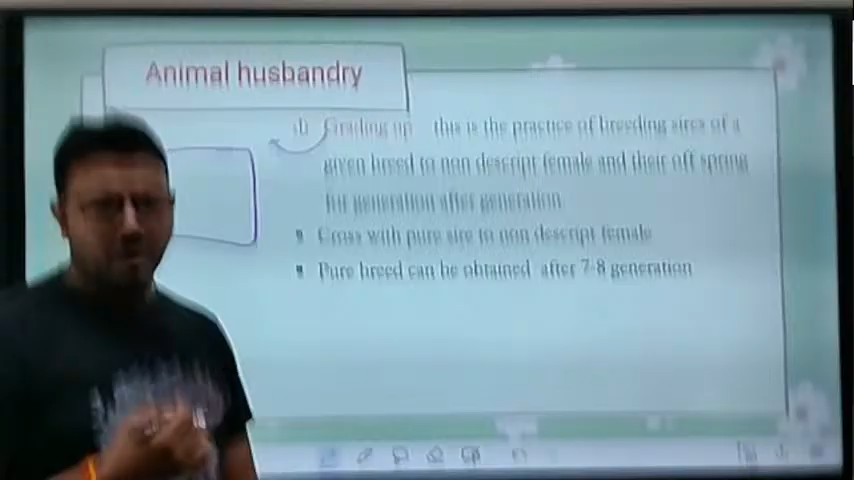 Animal husbandry
Grading up this is the practice of breeding sires of a
given breed to non descript female and their off spring
for generation after generation
Cross with pure sire to non descript female
Pure breed can be obtained after 7-8 generation